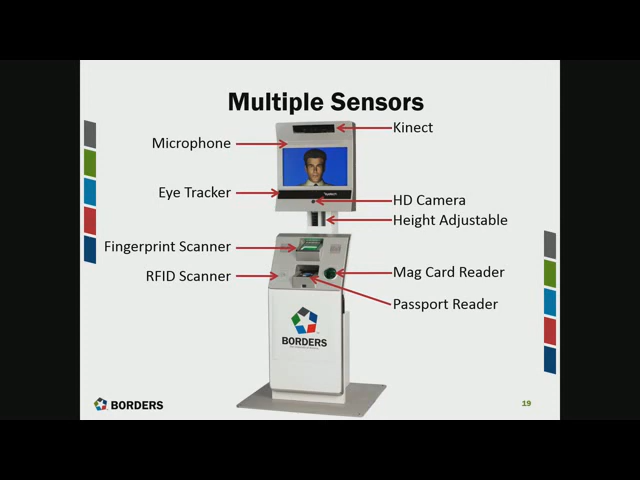 Multiple Sensors
Kinect
Microphone
Eye Tracker
HD Camera
Height Adjustable
Fingerprint Scanner
RFID Scanner
Mag Card Reader
Passport Reader
BORDERS
BORDERS
19